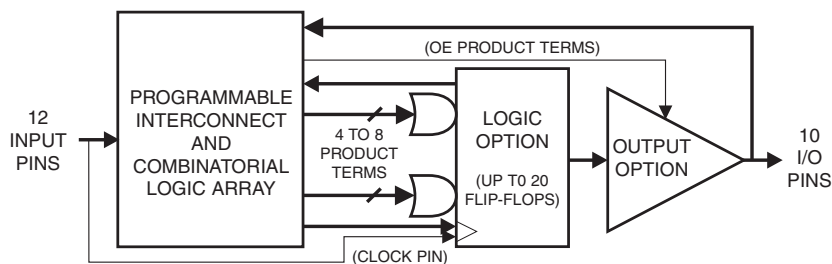 12
INPUT
PINS
PROGRAMMABLE
INTERCONNECT
AND
COMBINATORIAL
LOGIC ARRAY
(OE PRODUCT TERMS)
4 TO 8
PRODUCT
TERMS
LOGIC
OPTION
(UP T0 20
FLIP-FLOPS)
(CLOCK PIN)
OUTPUT
OPTION
10
I/O
PINS